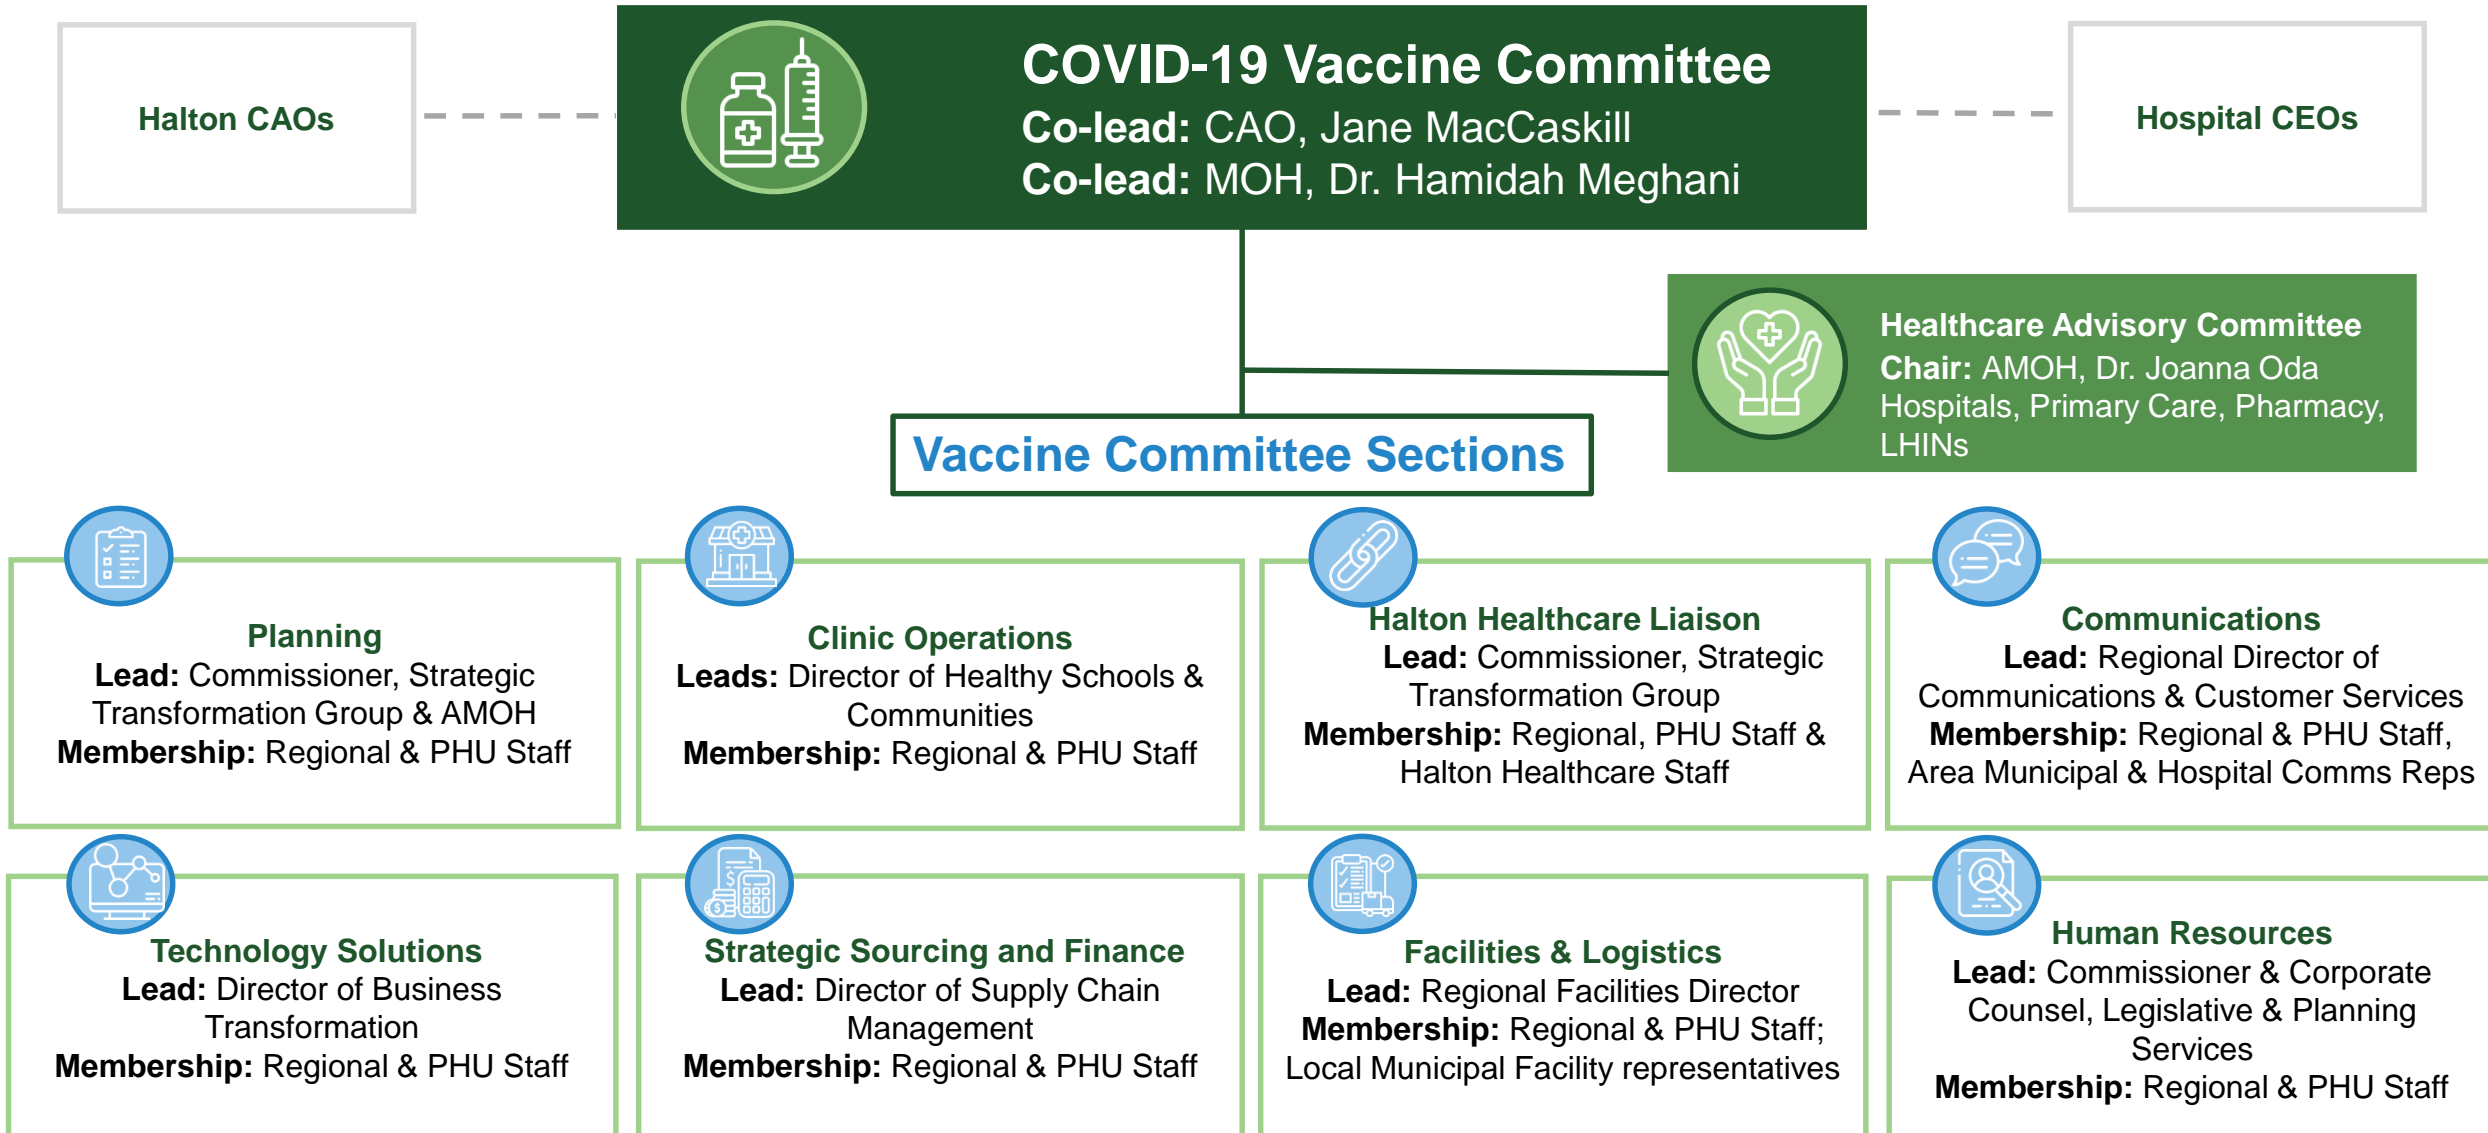 Halton CAOs
COVID-19 Vaccine Committee
Co-lead: CAO, Jane MacCaskill
Co-lead: MOH, Dr. Hamidah Meghani
Hospital CEOs
Healthcare Advisory Committee
Chair: AMOH, Dr. Joanna Oda
Hospitals, Primary Care, Pharmacy,
LHINs
Vaccine Committee Sections
Planning
Lead: Commissioner, Strategic
Transformation Group & AMOH
Membership: Regional & PHU Staff
Clinic Operations
Leads: Director of Healthy Schools &
Communities
Membership: Regional & PHU Staff
Halton Healthcare Liaison
Lead: Commissioner, Strategic
Transformation Group
Membership: Regional, PHU Staff &
Halton Healthcare Staff
Communications
Lead: Regional Director of
Communications & Customer Services
Membership: Regional & PHU Staff,
Area Municipal & Hospital Comms Reps
Technology Solutions
Lead: Director of Business
Transformation
Membership: Regional & PHU Staff
Strategic Sourcing and Finance
Lead: Director of Supply Chain
Management
Membership: Regional & PHU Staff
Facilities & Logistics
Lead: Regional Facilities Director
Membership: Regional & PHU Staff;
Local Municipal Facility representatives
Human Resources
Lead: Commissioner & Corporate
Counsel, Legislative & Planning
Services
Membership: Regional & PHU Staff